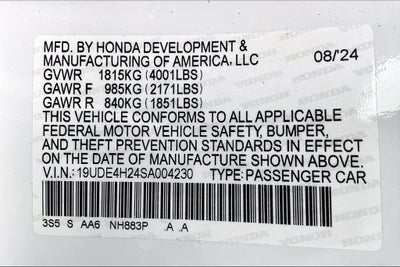 MFD. BY HONDA DEVELOPMENT & 08/'24
MANUFACTURING OF AMERICA, LLC
GVWR 1815KG (4001LBS)
GAWR F 985KG (2171LBS)
GAWR R 840KG (1851LBS)
THIS VEHICLE CONFORMS TO ALL APPLICABLE
FEDERAL MOTOR VEHICLE SAFETY, BUMPER,
AND THEFT PREVENTION STANDARDS IN EFFECT
ON THE DATE OF MANUFACTURE SHOWN ABOVE.
V.I.N.: 19UDE4H24SA004230 TYPE: PASSENGER CAR
3S5 S AA6 NH883P .A .A